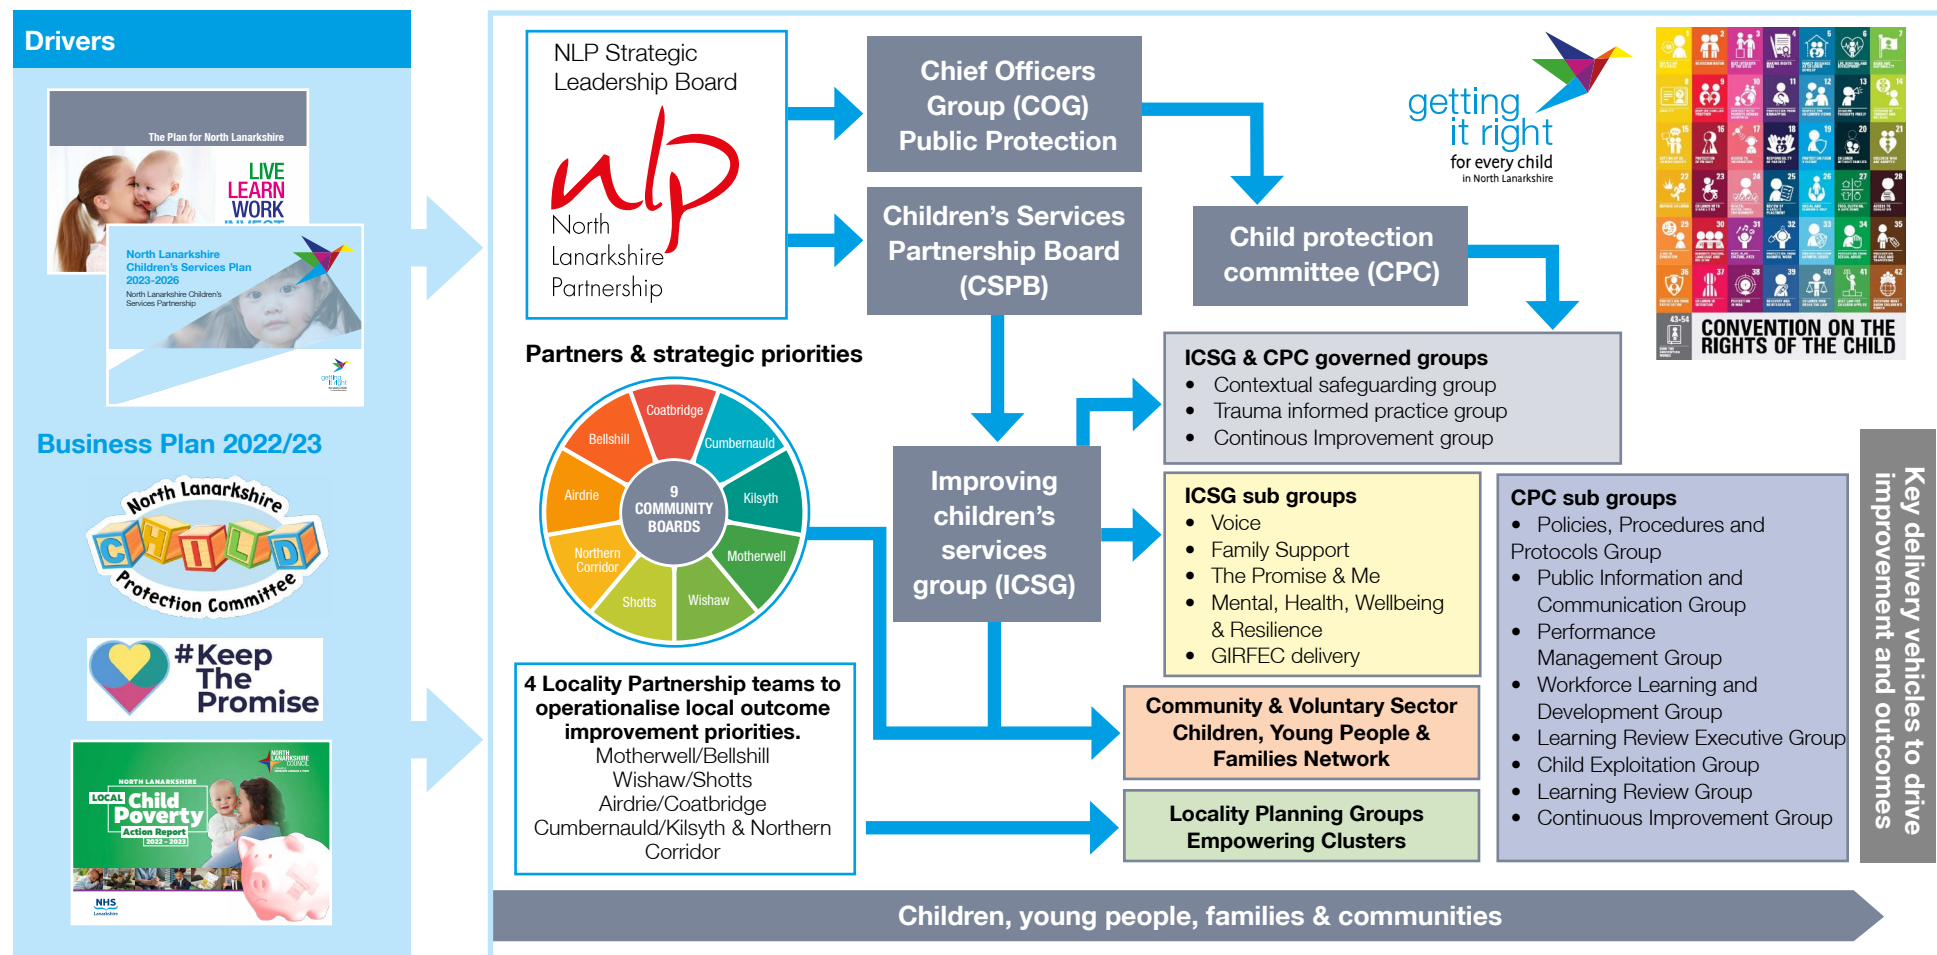 Drivers
The Plan for North Lanarkshire
LIVE
LEARN
WORK
North Lanarkshire
Children's Services Plan
2023-2026
North Lanarkshire Children's
Services Partnership
getting
it right
Business Plan 2022/23
North Lanarkshire
CHILD
Protection Committee
#Keep
The
Promise
NORTH
LANARKSHIRE
COUNCIL
NORTH LANARKSHIRE
LOCAL Child
Poverty
Action Report
2022 - 2023
NHS
Lanarkshire
NLP Strategic
Leadership Board
nlp
North
Lanarkshire
Partnership
Chief Officers
Group (COG)
Public Protection
Children's Services
Partnership Board
(CSPB)
Child protection
committee (CPC)
getting
it right
for every child
in North Lanarkshire
CONVENTION ON THE
RIGHTS OF THE CHILD
Partners & strategic priorities
Coatbridge
Cumbernauld
Kilsyth
Motherwell
Wishaw
Shotts
Northern
Corridor
Airdrie
Bellshill
9
COMMUNITY
BOARDS
Improving
children's
services
group (ICSG)
ICSG & CPC governed groups
• Contextual safeguarding group
• Trauma informed practice group
• Continous Improvement group
ICSG sub groups
• Voice
• Family Support
• The Promise & Me
• Mental, Health, Wellbeing
& Resilience
• GIRFEC delivery
CPC sub groups
• Policies, Procedures and
Protocols Group
• Public Information and
Communication Group
• Performance
Management Group
• Workforce Learning and
Development Group
• Learning Review Executive Group
• Child Exploitation Group
• Learning Review Group
• Continuous Improvement Group
4 Locality Partnership teams to
operationalise local outcome
improvement priorities.
Motherwell/Bellshill
Wishaw/Shotts
Airdrie/Coatbridge
Cumbernauld/Kilsyth & Northern
Corridor
Community & Voluntary Sector
Children, Young People &
Families Network
Locality Planning Groups
Empowering Clusters
Key delivery vehicles to drive
improvement and outcomes
Children, young people, families & communities